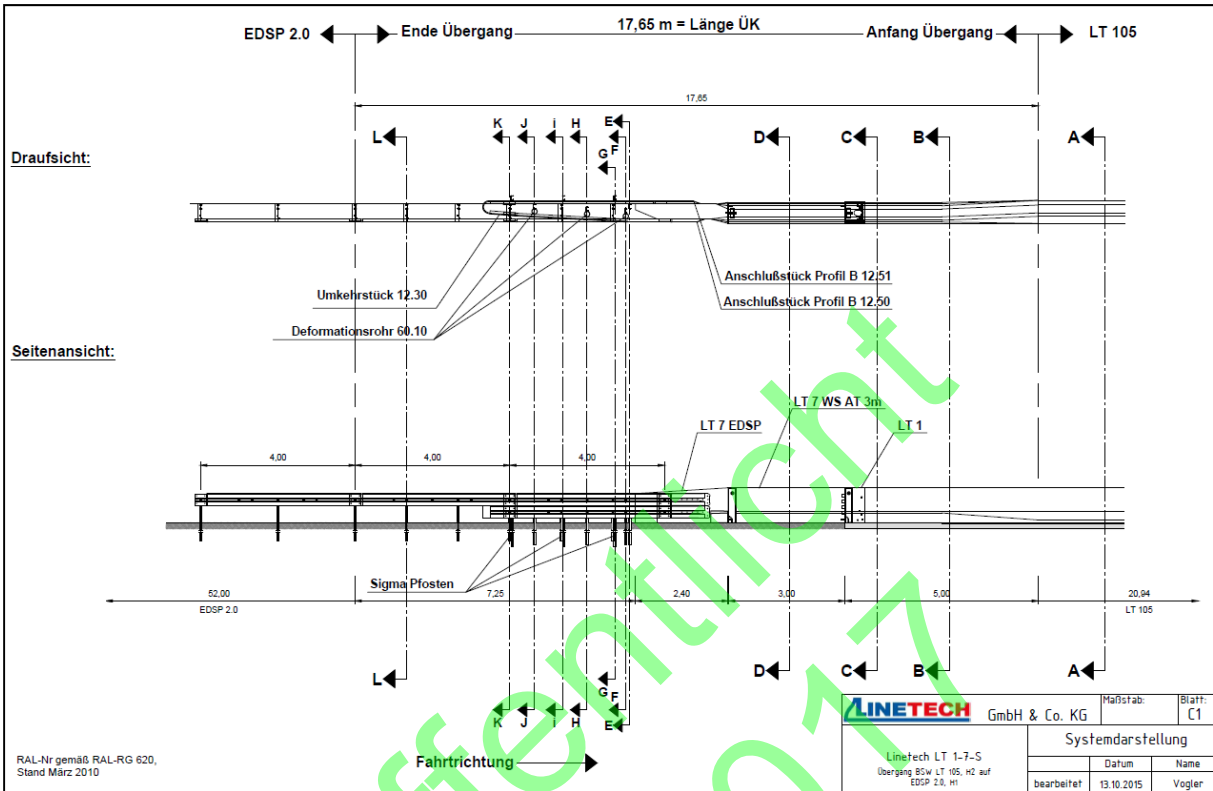 EDSP 2.0
Ende Übergang
17,65 m = Länge ÜK
Anfang Übergang
LT 105
17,65
K J i H E F G
D C B A
L
Draufsicht:
Umkehrstück 12.30
Deformationsrohr 60.10
Anschlußstück Profil B 12.51
Anschlußstück Profil B 12.50
Seitenansicht:
LT 7 WS AT 3m
LT 7 EDSP
LT 1
4,00 4,00 4,00
Sigma Pfosten
52,00 7,25 2,40 3,00 5,00 20,94
EDSP 2.0 LT 105
L D C B A
K J i H G F E
Fahrtrichtung
RAL-Nr gemäß RAL-RG 620,
Stand März 2010
LINETECH GmbH & Co. KG
Maßstab:
Blatt:
C1
Systemdarstellung
Linetech LT 1-7-S
Übergang BSW LT 105, H2 auf
EDSP 2.0, H1
Datum Name
bearbeitet 13.10.2015 Vogler
ffentlicht
017